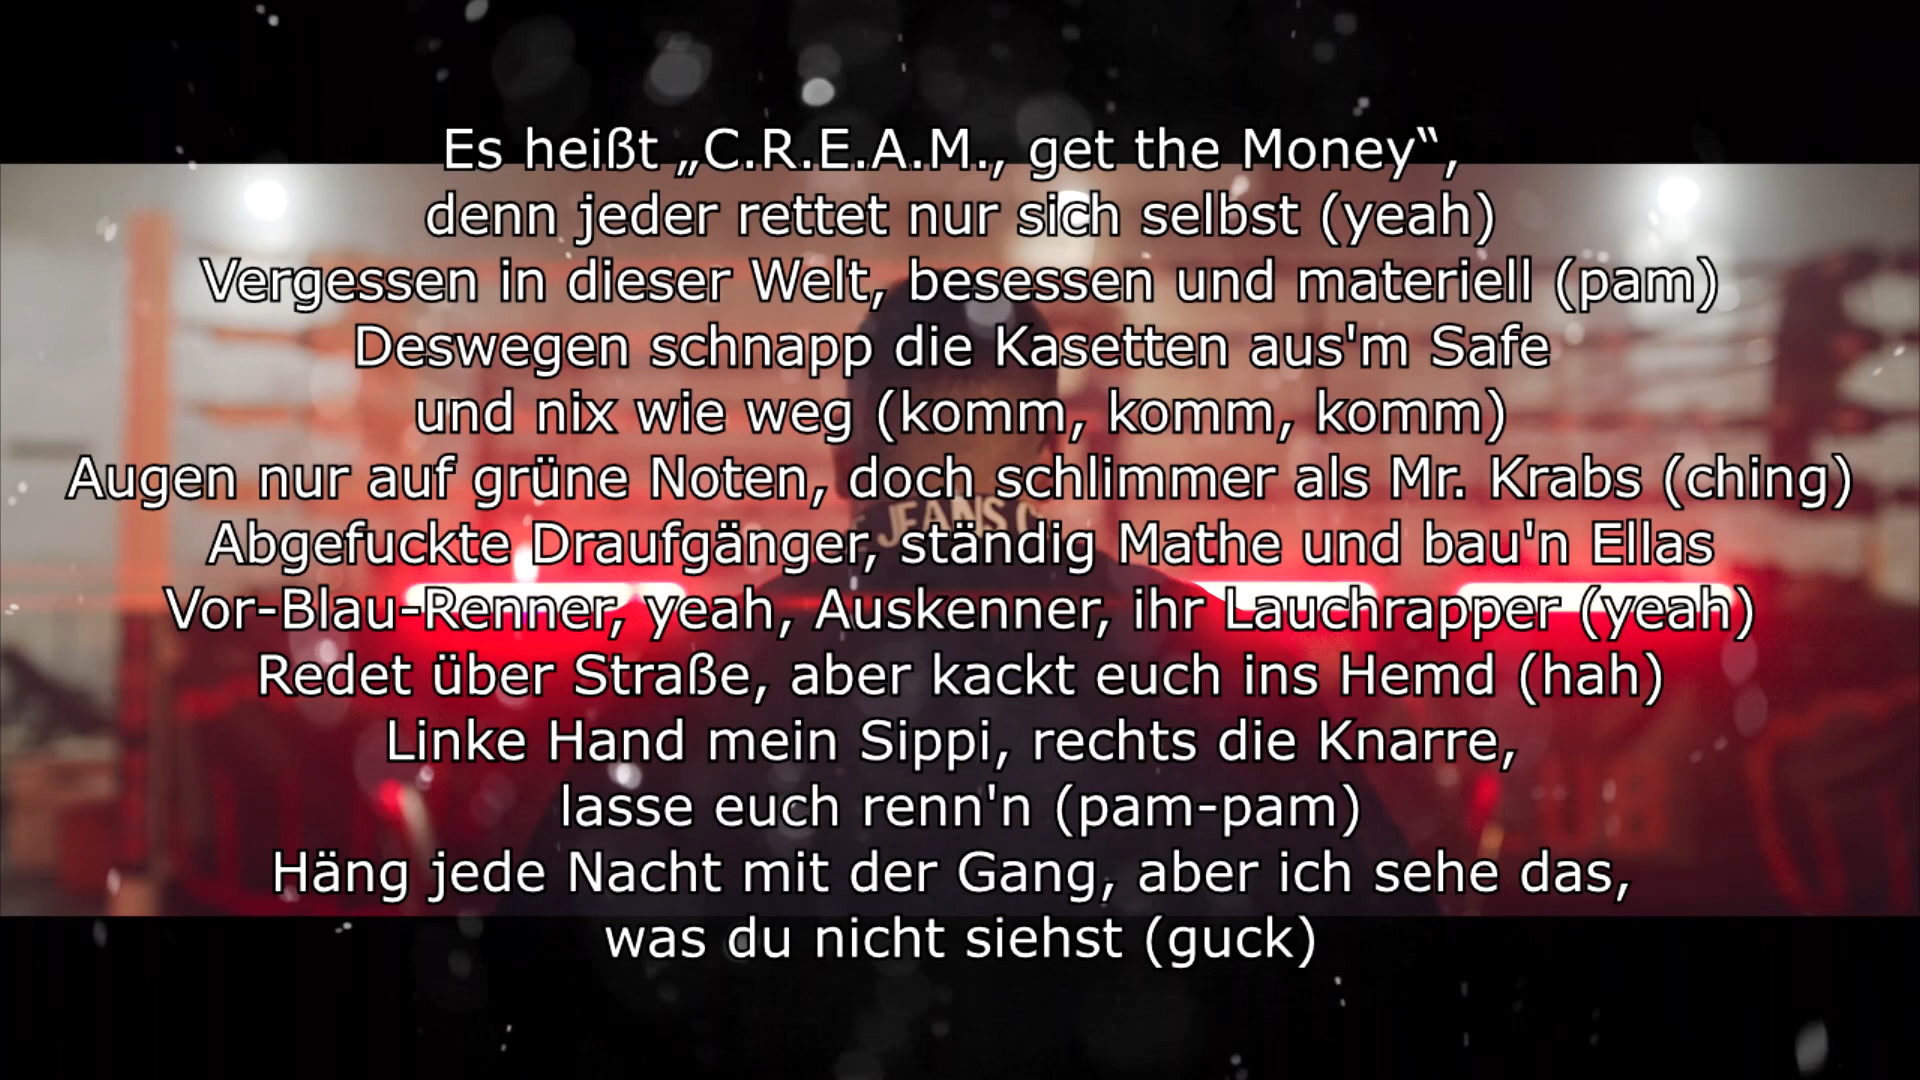 Es heißt „C.R.E.A.M., get the Money“,
denn jeder rettet nur sich selbst (yeah)
Vergessen in dieser Welt, besessen und materiell (pam)
Deswegen schnapp die Kasetten aus'm Safe
und nix wie weg (komm, komm, komm)
Augen nur auf grüne Noten, doch schlimmer als Mr. Krabs (ching)
JEANS
Abgefuckte Draufgänger, ständig Mathe und bau'n Ellas
Vor-Blau-Renner, yeah, Auskenner, ihr Lauchrapper (yeah)
Redet über Straße, aber kackt euch ins Hemd (hah)
Linke Hand mein Sippi, rechts die Knarre,
lasse euch renn'n (pam-pam)
Häng jede Nacht mit der Gang, aber ich sehe das,
was du nicht siehst (guck)